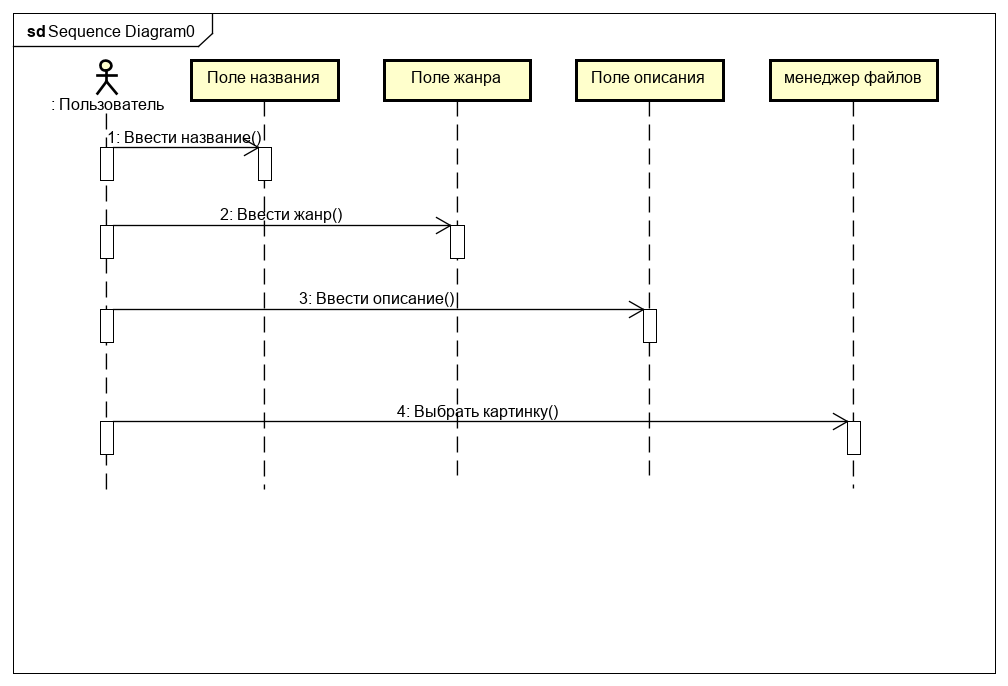 sd Sequence Diagram0
: Пользователь
Поле названия
Поле жанра
Поле описания
менеджер файлов
1: Ввести название()
2: Ввести жанр()
3: Ввести описание()
4: Выбрать картинку()